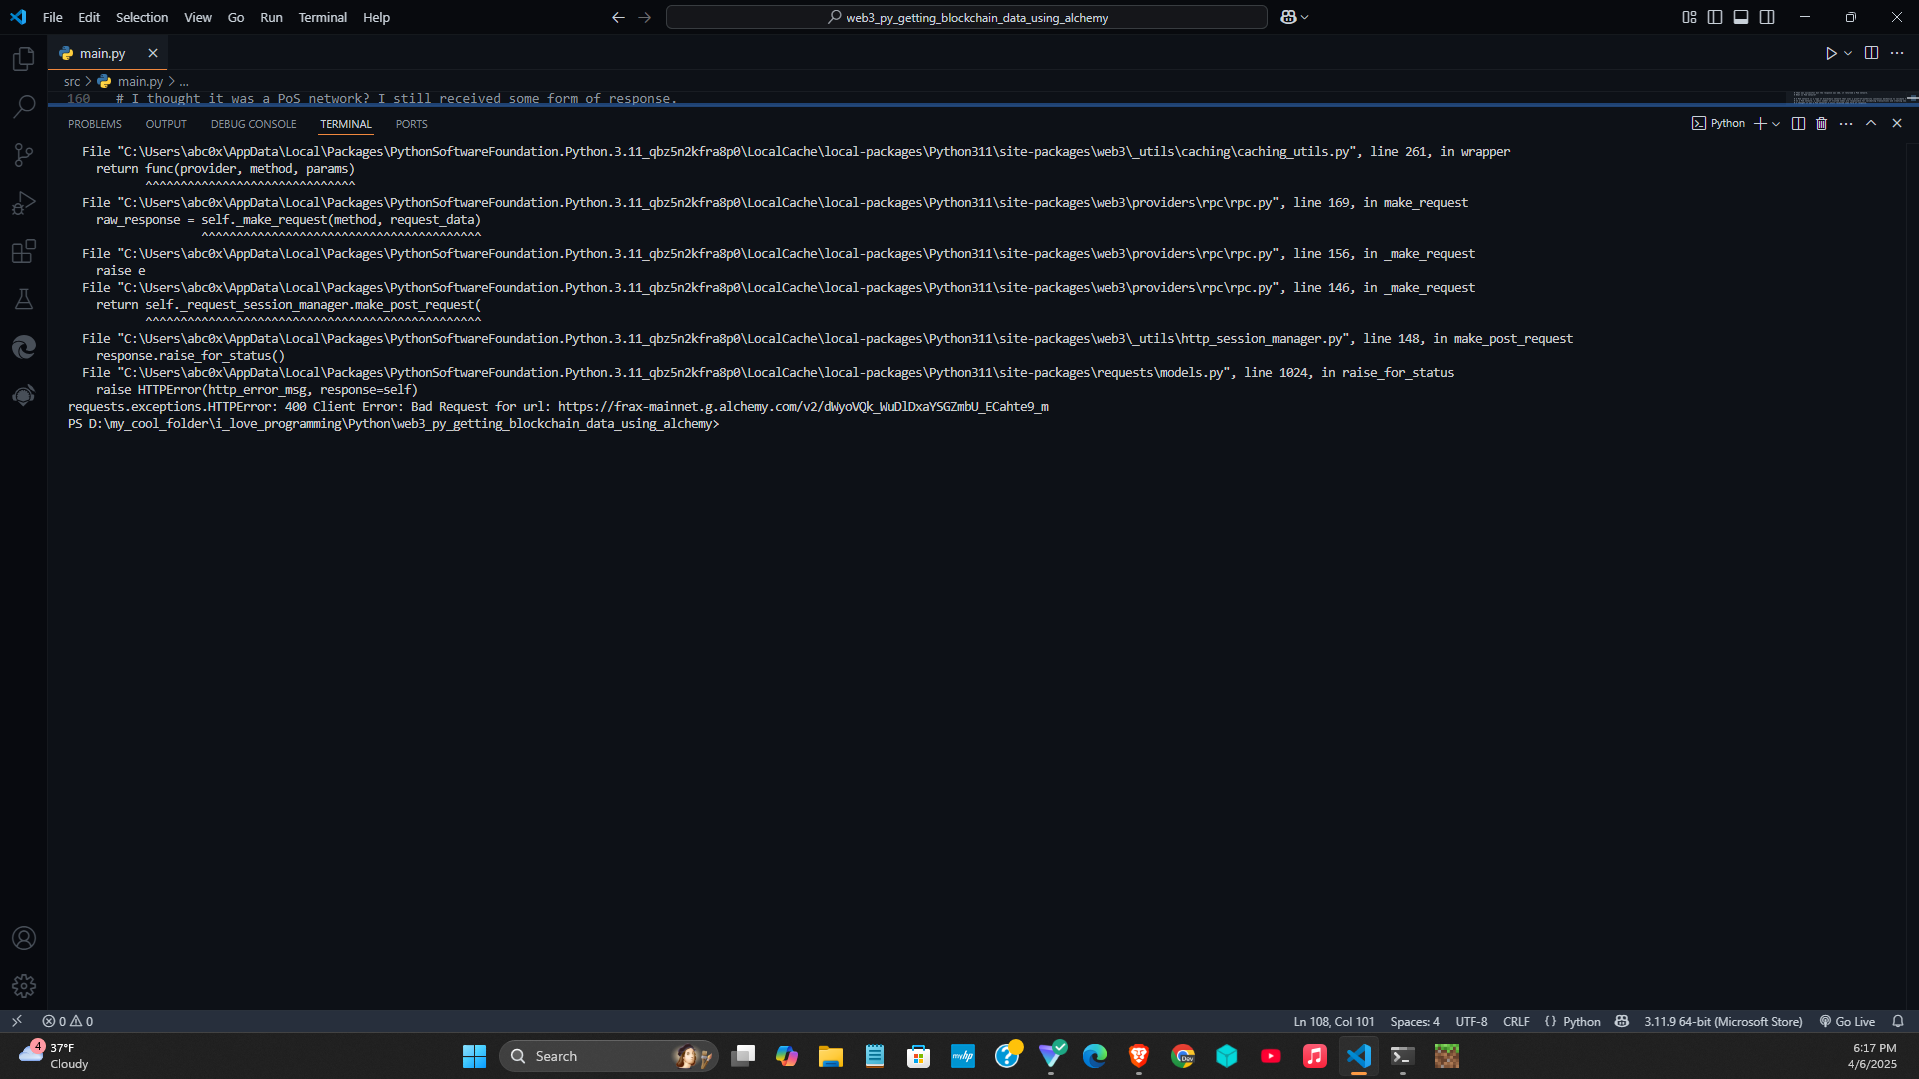 File Edit Selection View Go Run Terminal Help
web3_py_getting_blockchain_data_using_alchemy
main.py
src > main.py > ...
160 # I thought it was a PoS network? I still received some form of response.
PROBLEMS OUTPUT DEBUG CONSOLE TERMINAL PORTS
Python
File "C:\Users\abc0x\AppData\Local\Packages\PythonSoftwareFoundation.Python.3.11_qbz5n2kfra8p0\LocalCache\local-packages\Python311\site-packages\web3\_utils\caching\caching_utils.py", line 261, in wrapper
return func(provider, method, params)
^^^^^^^^^^^^^^^^^^^^^^^^^^^^^^
File "C:\Users\abc0x\AppData\Local\Packages\PythonSoftwareFoundation.Python.3.11_qbz5n2kfra8p0\LocalCache\local-packages\Python311\site-packages\web3\providers\rpc\rpc.py", line 169, in make_request
raw_response = self._make_request(method, request_data)
^^^^^^^^^^^^^^^^^^^^^^^^^^^^^^^^^^^^^^^^
File "C:\Users\abc0x\AppData\Local\Packages\PythonSoftwareFoundation.Python.3.11_qbz5n2kfra8p0\LocalCache\local-packages\Python311\site-packages\web3\providers\rpc\rpc.py", line 156, in _make_request
raise e
File "C:\Users\abc0x\AppData\Local\Packages\PythonSoftwareFoundation.Python.3.11_qbz5n2kfra8p0\LocalCache\local-packages\Python311\site-packages\web3\providers\rpc\rpc.py", line 146, in _make_request
return self._request_session_manager.make_post_request(
^^^^^^^^^^^^^^^^^^^^^^^^^^^^^^^^^^^^^^^^^^^^^^^^
File "C:\Users\abc0x\AppData\Local\Packages\PythonSoftwareFoundation.Python.3.11_qbz5n2kfra8p0\LocalCache\local-packages\Python311\site-packages\web3\_utils\http_session_manager.py", line 148, in make_post_request
response.raise_for_status()
File "C:\Users\abc0x\AppData\Local\Packages\PythonSoftwareFoundation.Python.3.11_qbz5n2kfra8p0\LocalCache\local-packages\Python311\site-packages\requests\models.py", line 1024, in raise_for_status
raise HTTPError(http_error_msg, response=self)
requests.exceptions.HTTPError: 400 Client Error: Bad Request for url: https://frax-mainnet.g.alchemy.com/v2/dWyoVQk_WuDlDxaYSGZmbU_ECahte9_m
PS D:\my_cool_folder\i_love_programming\Python\web3_py_getting_blockchain_data_using_alchemy>
0 0 Ln 108, Col 101 Spaces: 4 UTF-8 CRLF {} Python 3.11.9 64-bit (Microsoft Store) Go Live
4 37°F
Cloudy
Search
myhp
Dev
6:17 PM
4/6/2025